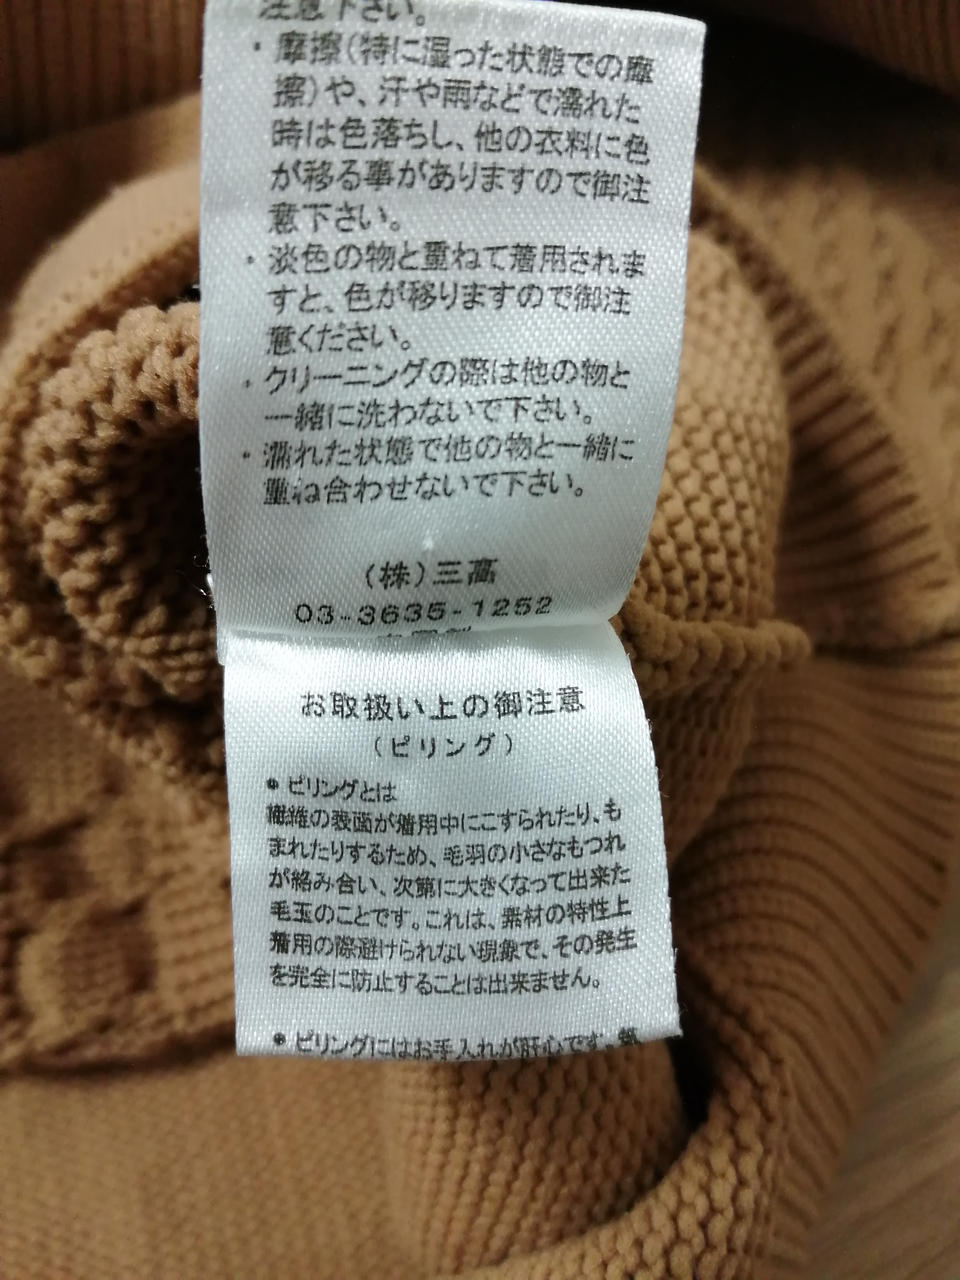 注意下さい。
・摩擦(特に湿った状態での摩
擦)や、汗や雨などで濡れた
時は色落ちし、他の衣料に色
が移る事がありますので御注
意下さい。
・淡色の物と重ねて着用されま
すと、色が移りますので御注
意ください。
・クリーニングの際は他の物と
一緒に洗わないで下さい。
・濡れた状態で他の物と一緒に
重ね合わせないで下さい。
(株)三高
03-3635-1252
お取扱い上の御注意
(ピリング)
●ピリングとは
繊維の表面が着用中にこすられたり、も
まれたりするため、毛羽の小さなもつれ
が絡み合い、次第に大きくなって出来た
毛玉のことです。これは、素材の特性上
着用の際避けられない現象で、その発生
を完全に防止することは出来ません。
●ピリングにはお手入れが肝心です。